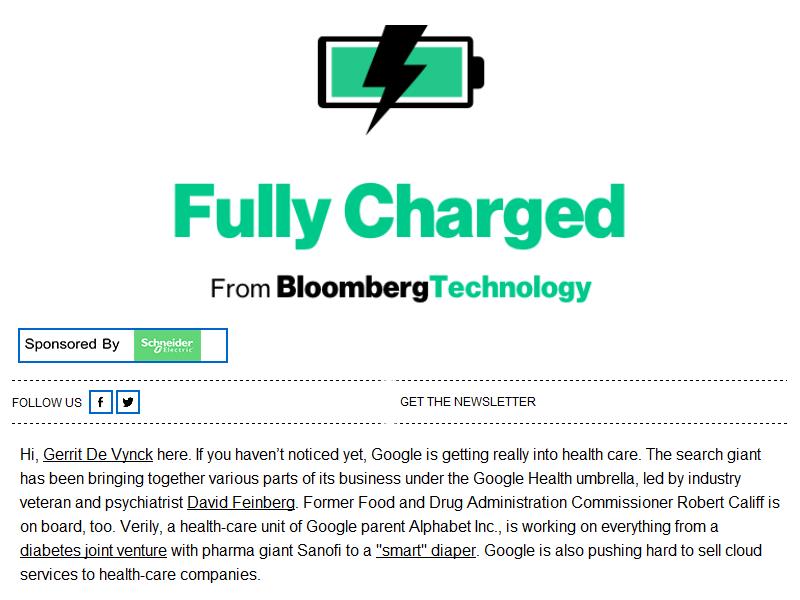 Fully Charged
From BloombergTechnology
Sponsored By Schneider Electric
FOLLOW US
GET THE NEWSLETTER
Hi, Gerrit De Vynck here. If you haven’t noticed yet, Google is getting really into health care. The search giant
has been bringing together various parts of its business under the Google Health umbrella, led by industry
veteran and psychiatrist David Feinberg. Former Food and Drug Administration Commissioner Robert Califf is
on board, too. Verily, a health-care unit of Google parent Alphabet Inc., is working on everything from a
diabetes joint venture with pharma giant Sanofi to a "smart" diaper. Google is also pushing hard to sell cloud
services to health-care companies.